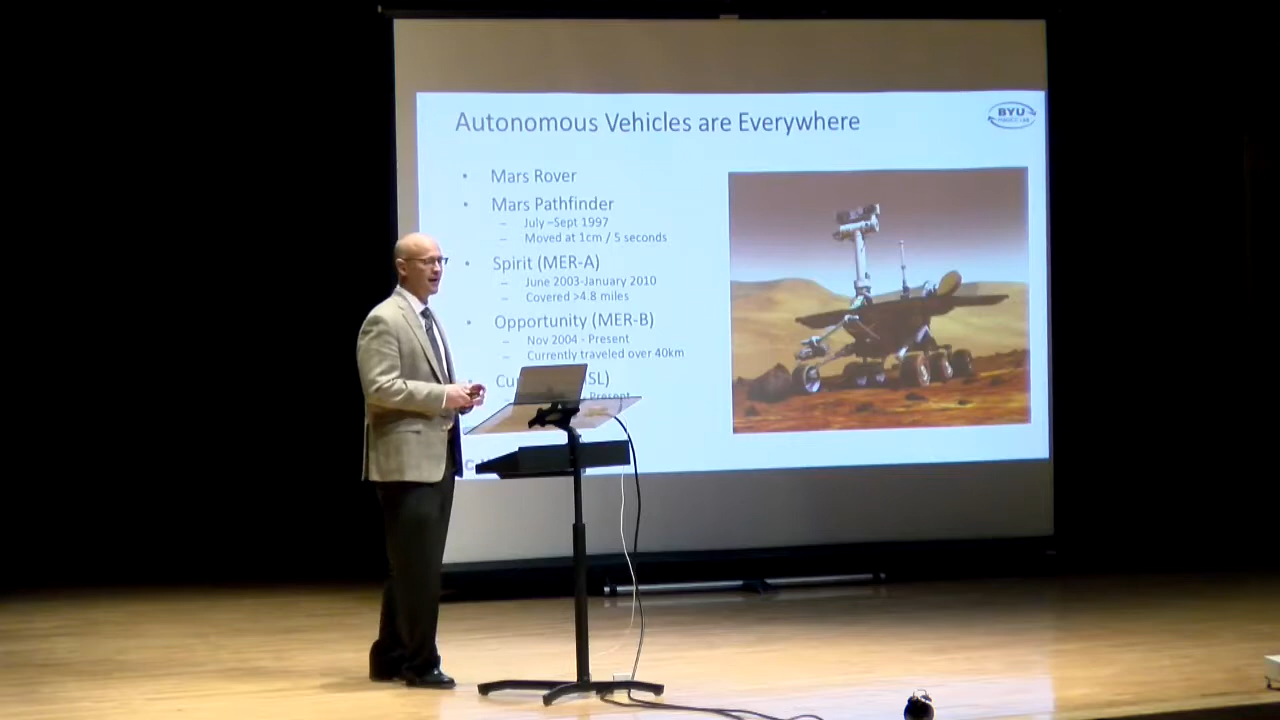 Autonomous Vehicles are Everywhere
BYU
• Mars Rover
• Mars Pathfinder
– July –Sept 1997
– Moved at 1cm / 5 seconds
• Spirit (MER-A)
– June 2003-January 2010
– Covered >4.8 miles
• Opportunity (MER-B)
– Nov 2004 - Present
– Currently traveled over 40km
SL)
Present